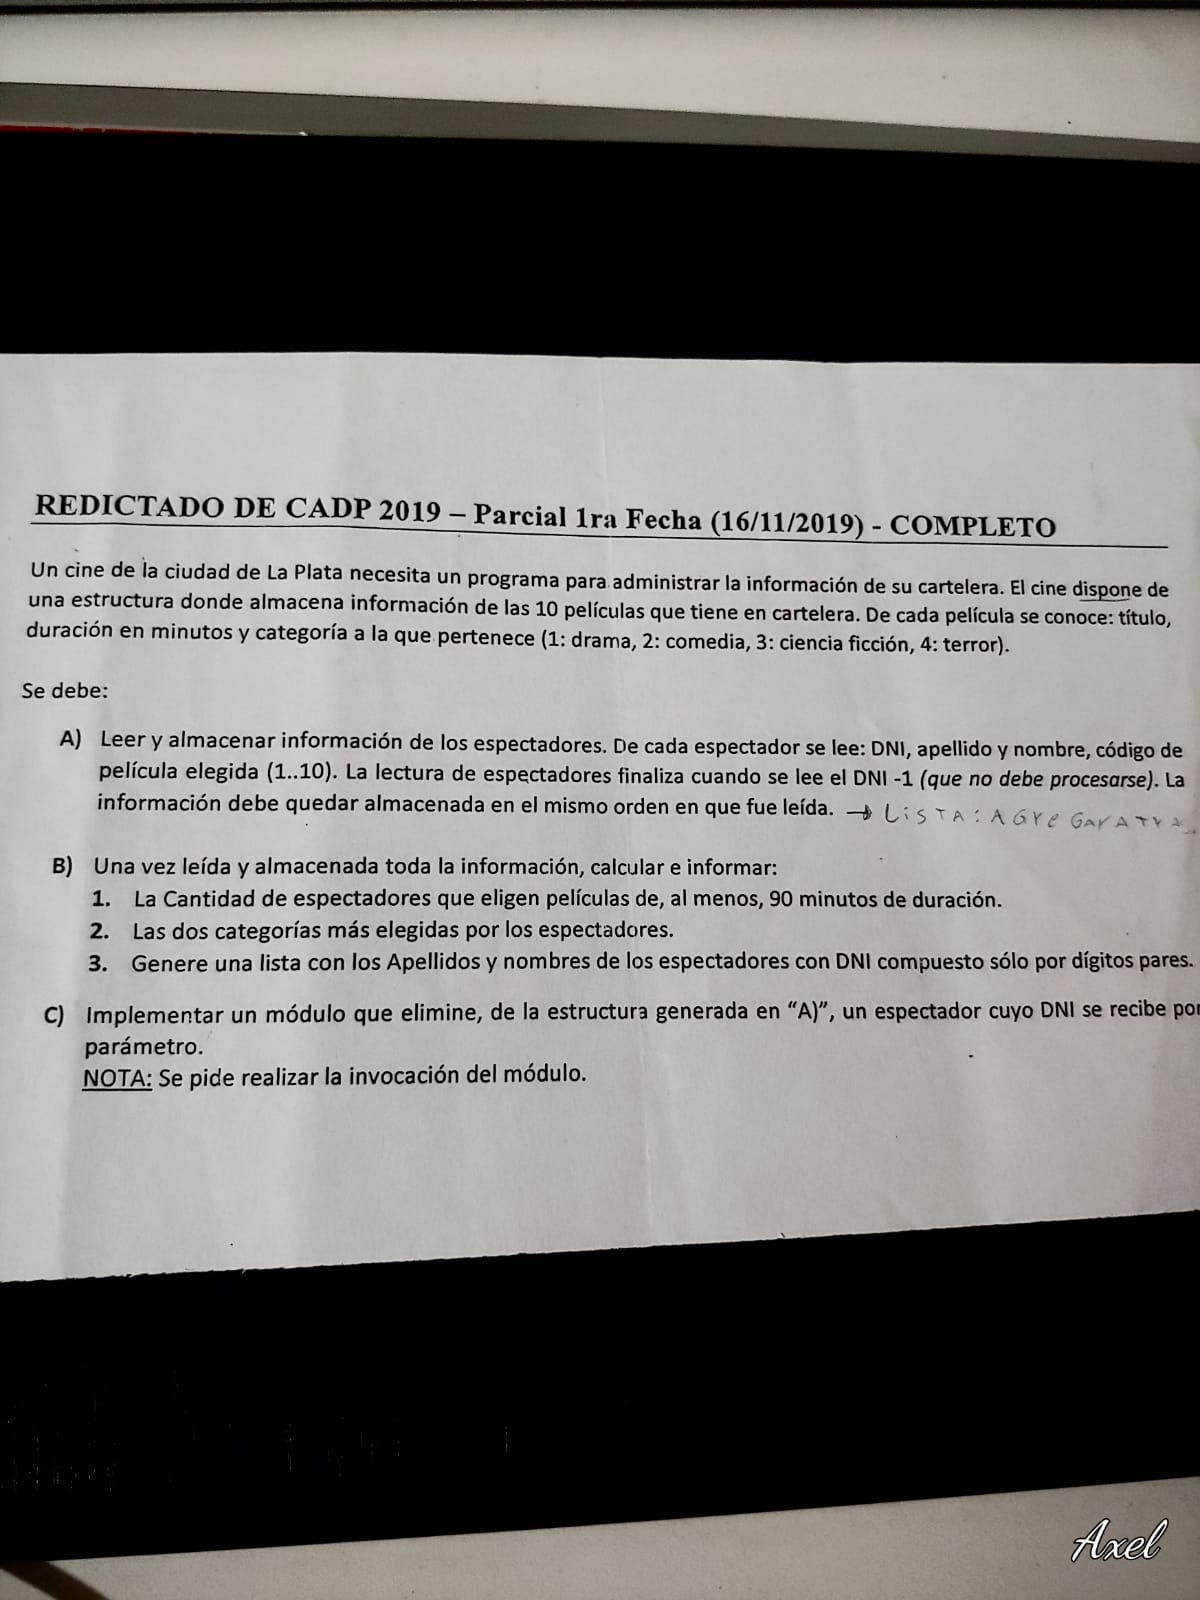 REDICTADO DE CADP 2019 – Parcial 1ra Fecha (16/11/2019) - COMPLETO
Un cine de la ciudad de La Plata necesita un programa para administrar la información de su cartelera. El cine dispone de
una estructura donde almacena información de las 10 películas que tiene en cartelera. De cada película se conoce: título,
duración en minutos y categoría a la que pertenece (1: drama, 2: comedia, 3: ciencia ficción, 4: terror).
Se debe:
A) Leer y almacenar información de los espectadores. De cada espectador se lee: DNI, apellido y nombre, código de
película elegida (1..10). La lectura de espectadores finaliza cuando se lee el DNI -1 (que no debe procesarse). La
información debe quedar almacenada en el mismo orden en que fue leída. → LiSTA: AGreGarATrA
B) Una vez leída y almacenada toda la información, calcular e informar:
1. La Cantidad de espectadores que eligen películas de, al menos, 90 minutos de duración.
2. Las dos categorías más elegidas por los espectadores.
3. Genere una lista con los Apellidos y nombres de los espectadores con DNI compuesto sólo por dígitos pares.
C) Implementar un módulo que elimine, de la estructura generada en “A)”, un espectador cuyo DNI se recibe por
parámetro.
NOTA: Se pide realizar la invocación del módulo.
Axel